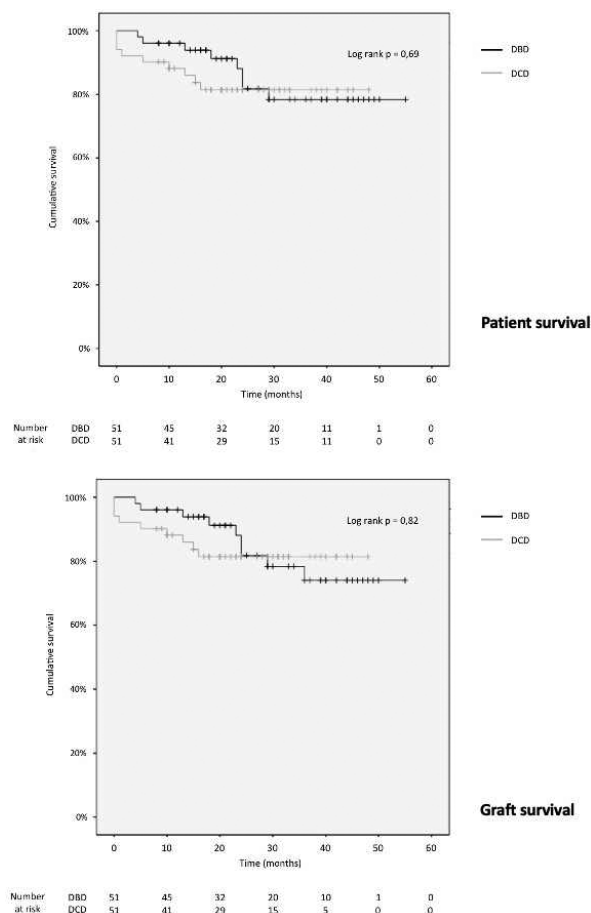 100%
80%
60%
40%
20%
0%
Cumulative survival
Log rank p = 0,69
DBD
DCD
0 10 20 30 40 50 60
Time (months)
Patient survival
Number DBD 51 45 32 20 11 1 0
at risk DCD 51 41 29 15 11 0 0
100%
80%
60%
40%
20%
0%
Cumulative survival
Log rank p = 0,82
DBD
DCD
0 10 20 30 40 50 60
Time (months)
Graft survival
Number DBD 51 45 32 20 10 1 0
at risk DCD 51 41 29 15 5 0 0